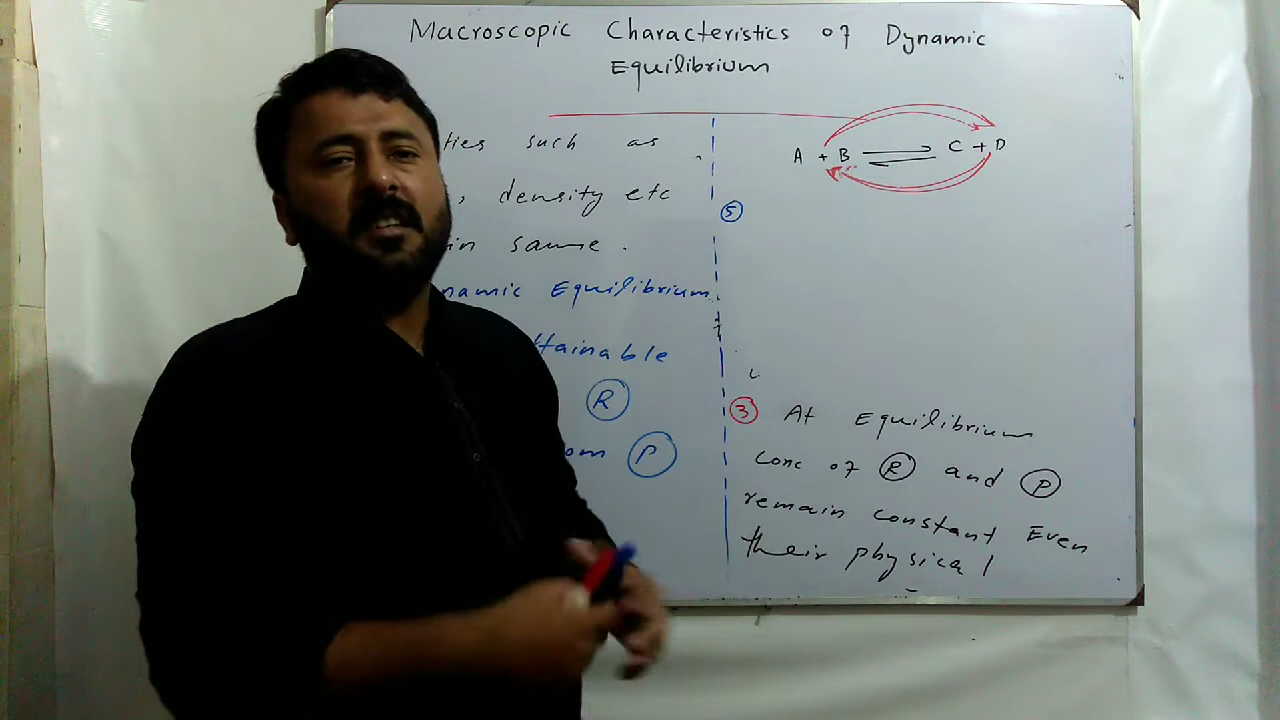 Macroscopic Characteristics of Dynamic
Equilibrium
ties such as
, density etc
in same .
namic Equilibrium
ttainable
R
om P
A + B ⇌ C + D
5
3 At Equilibrium
conc of R and P
remain constant Even
their physical